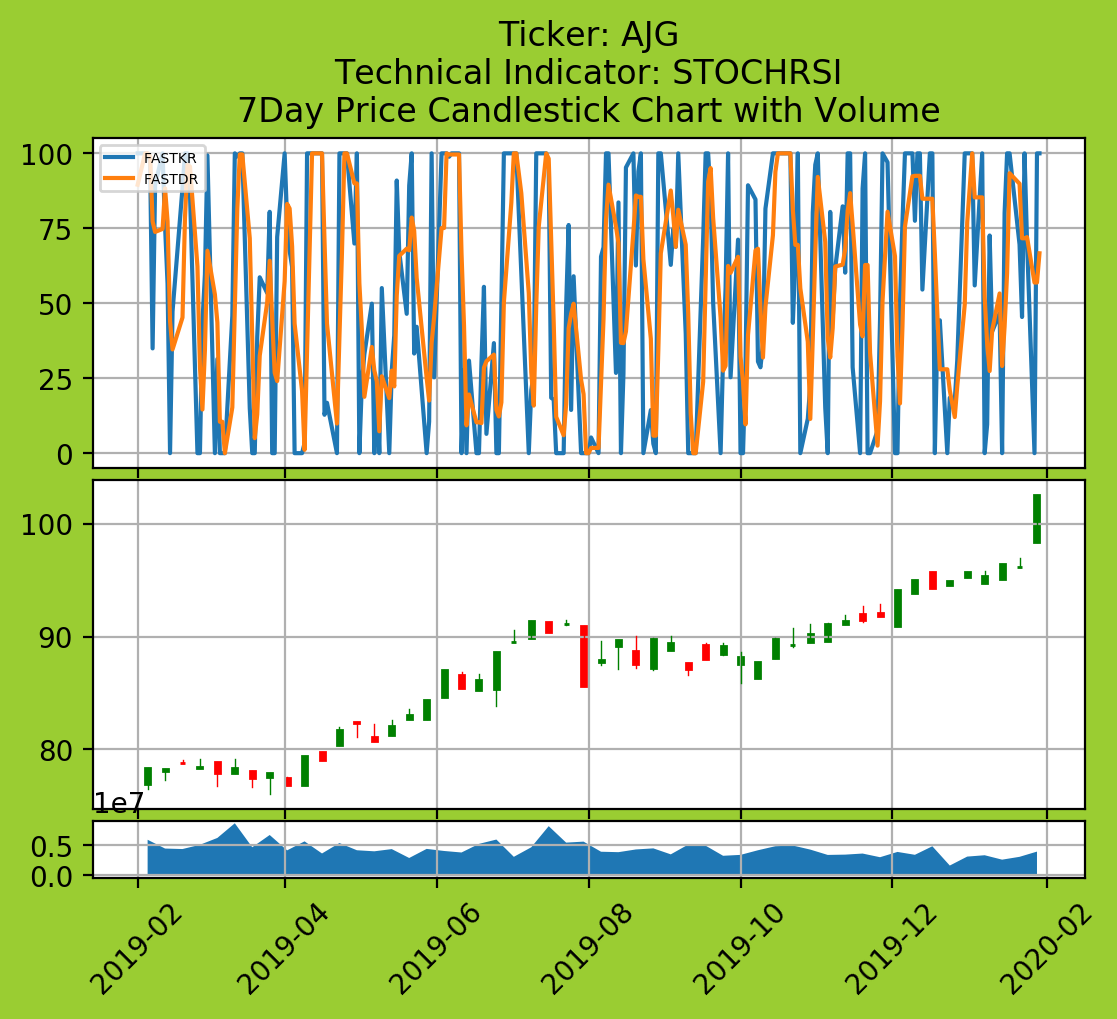 Ticker: AJG
Technical Indicator: STOCHRSI
7Day Price Candlestick Chart with Volume
100
75
50
25
0
FASTKR
FASTDR
100
90
80
1e7
0.5
0.0
2019-02
2019-04
2019-06
2019-08
2019-10
2019-12
2020-02